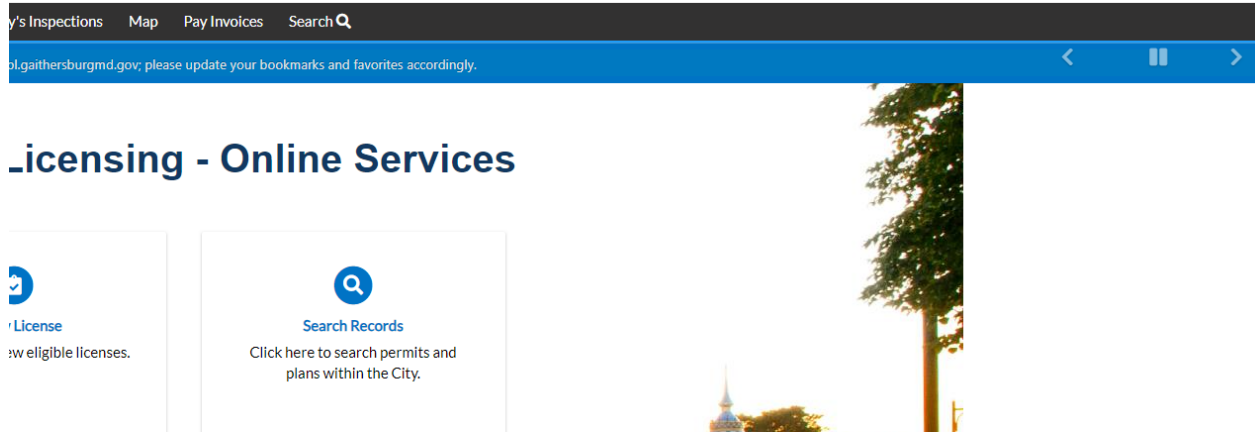 y's Inspections Map Pay Invoices Search
ol.gaithersburgmd.gov; please update your bookmarks and favorites accordingly.
Licensing - Online Services
License
ew eligible licenses.
Search Records
Click here to search permits and
plans within the City.